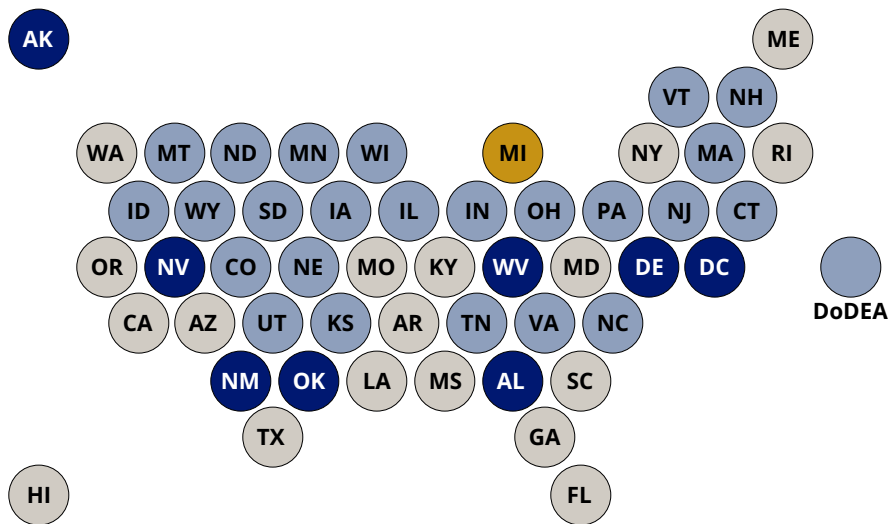 AK ME
VT NH
WA MT ND MN WI MI NY MA RI
ID WY SD IA IL IN OH PA NJ CT
OR NV CO NE MO KY WV MD DE DC
DoDEA
CA AZ UT KS AR TN VA NC
NM OK LA MS AL SC
TX GA
HI FL